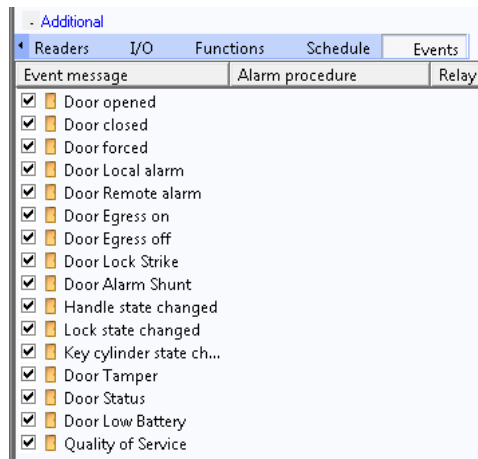 - Additional
Readers I/O Functions Schedule Events
Event message Alarm procedure Relay
Door opened
Door closed
Door forced
Door Local alarm
Door Remote alarm
Door Egress on
Door Egress off
Door Lock Strike
Door Alarm Shunt
Handle state changed
Lock state changed
Key cylinder state ch...
Door Tamper
Door Status
Door Low Battery
Quality of Service